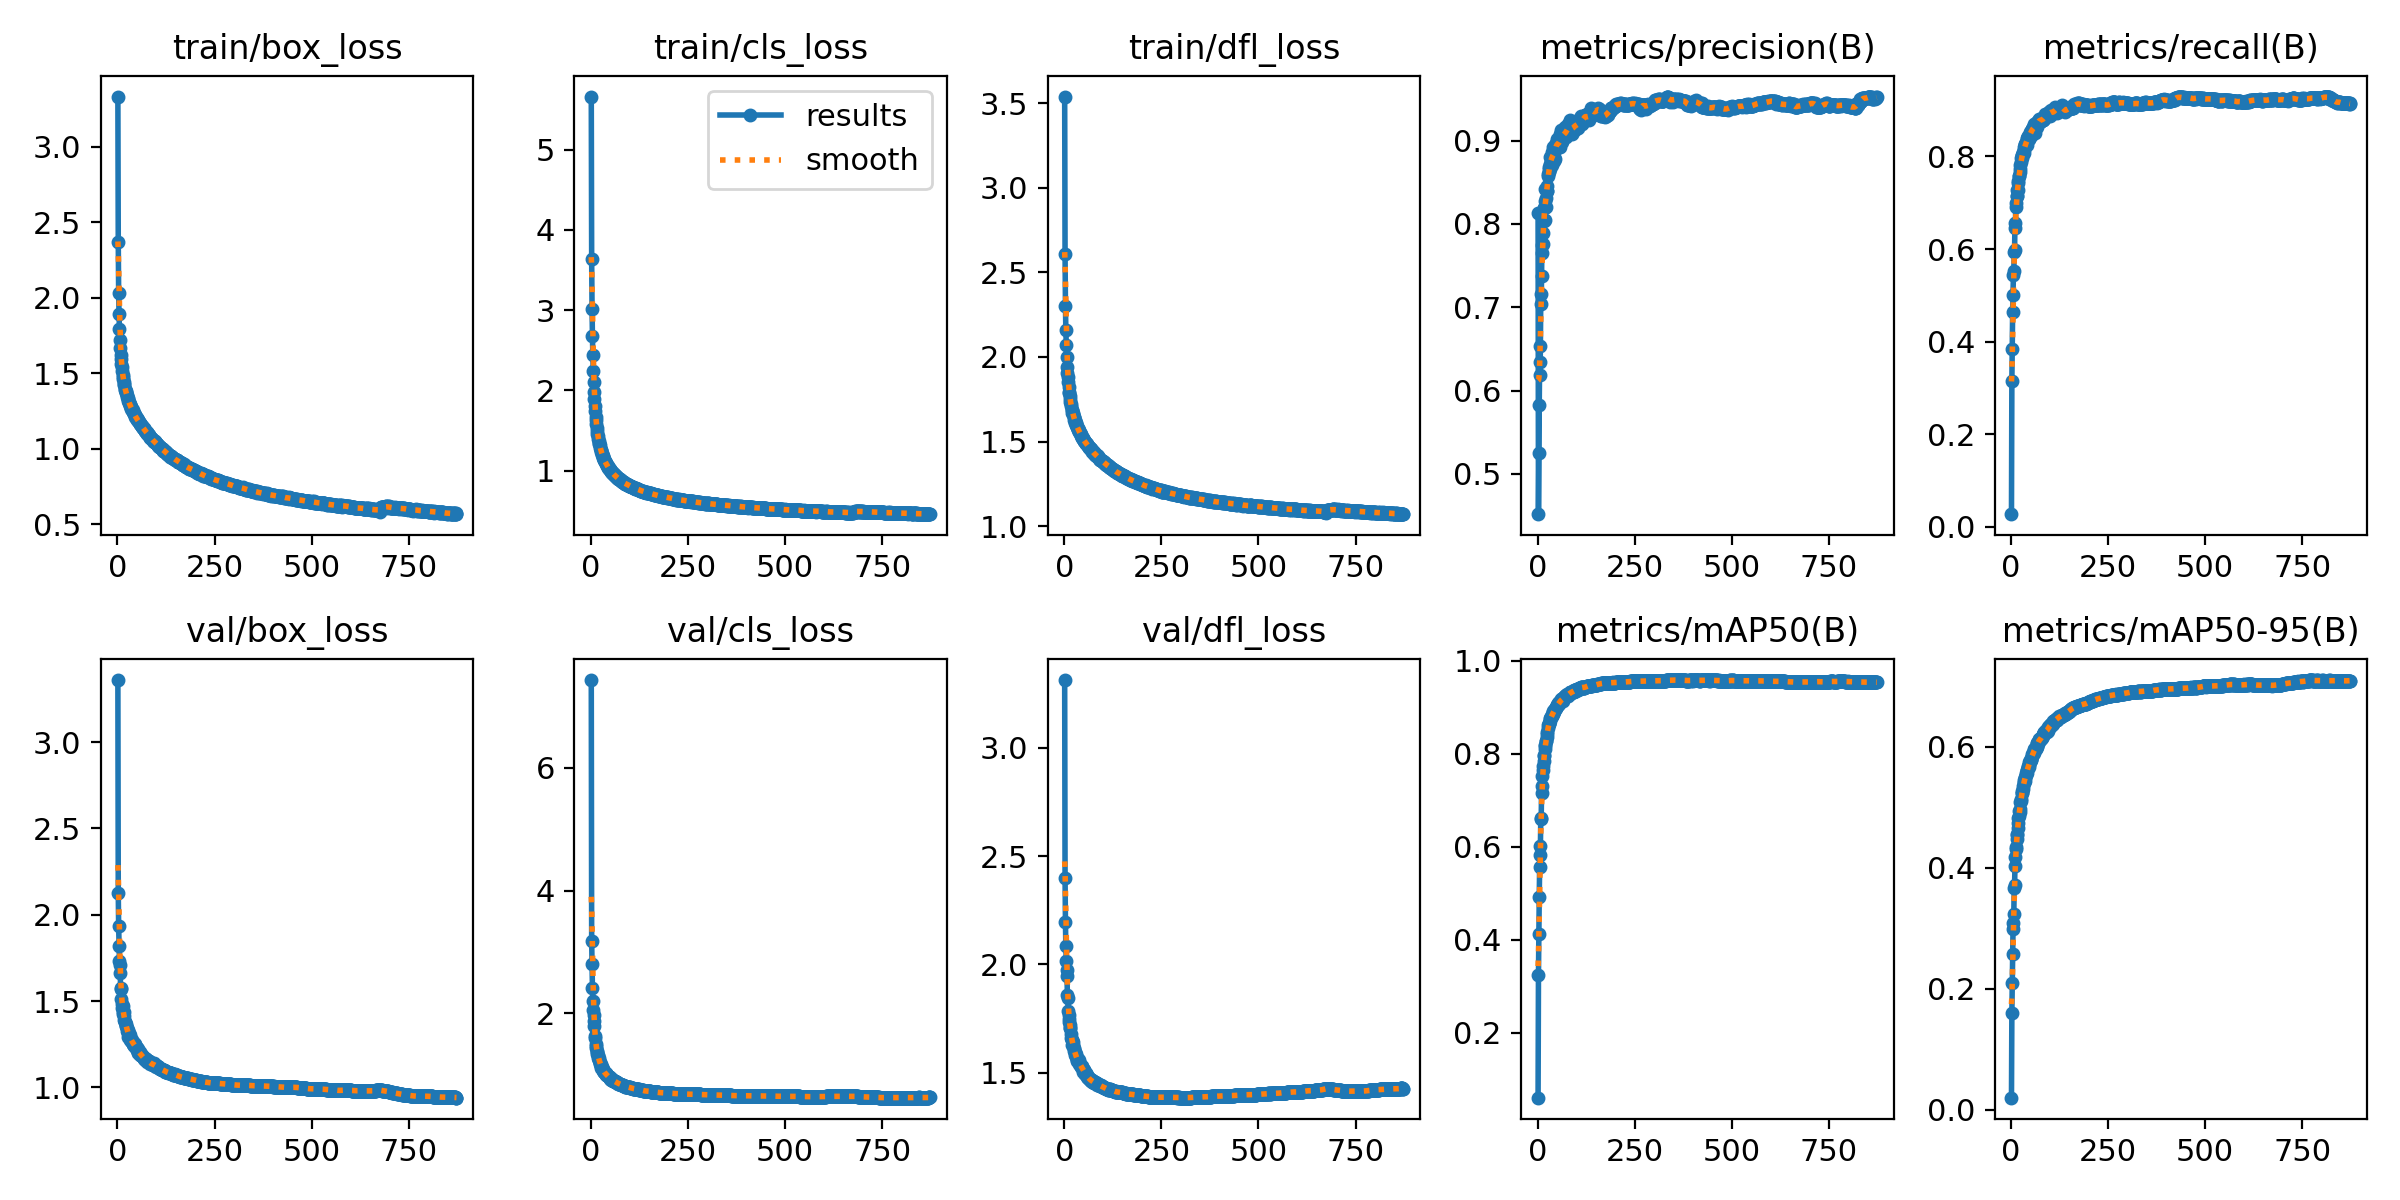 train/box_loss
3.0
2.5
2.0
1.5
1.0
0.5
0 250 500 750
train/cls_loss
results
smooth
5
4
3
2
1
0 250 500 750
train/dfl_loss
3.5
3.0
2.5
2.0
1.5
1.0
0 250 500 750
metrics/precision(B)
0.9
0.8
0.7
0.6
0.5
0 250 500 750
metrics/recall(B)
0.8
0.6
0.4
0.2
0.0
0 250 500 750
val/box_loss
3.0
2.5
2.0
1.5
1.0
0 250 500 750
val/cls_loss
6
4
2
0 250 500 750
val/dfl_loss
3.0
2.5
2.0
1.5
0 250 500 750
metrics/mAP50(B)
1.0
0.8
0.6
0.4
0.2
0 250 500 750
metrics/mAP50-95(B)
0.6
0.4
0.2
0.0
0 250 500 750